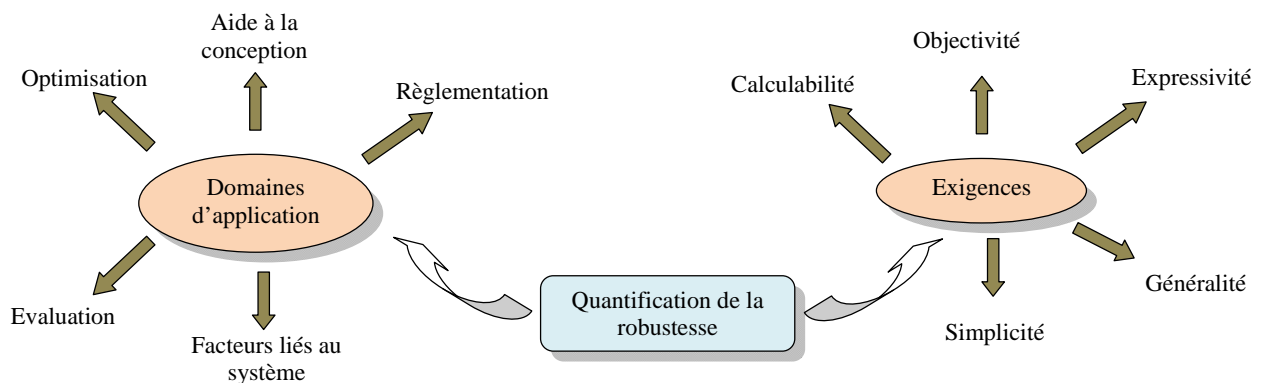 Aide à la
conception
Optimisation
Règlementation
Domaines
d’application
Evaluation
Facteurs liés au
système
Quantification de la
robustesse
Objectivité
Calculabilité
Expressivité
Exigences
Généralité
Simplicité